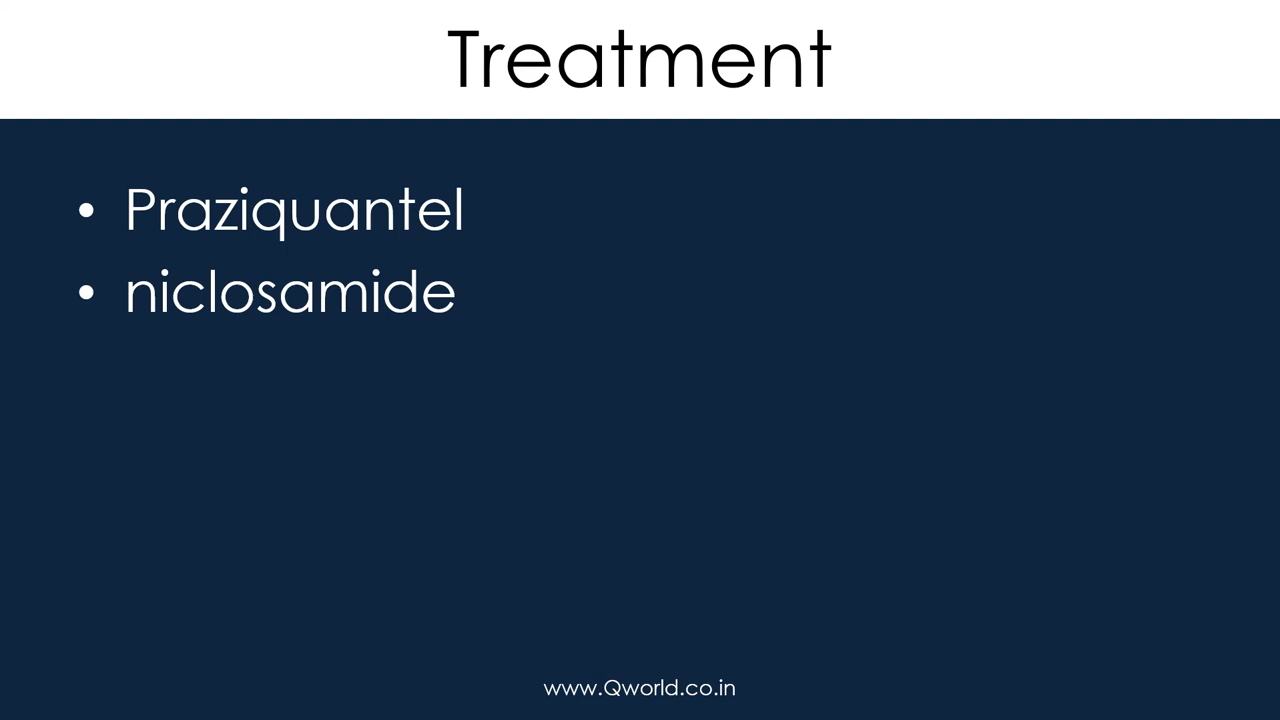 Treatment
• Praziquantel
• niclosamide
www.Qworld.co.in